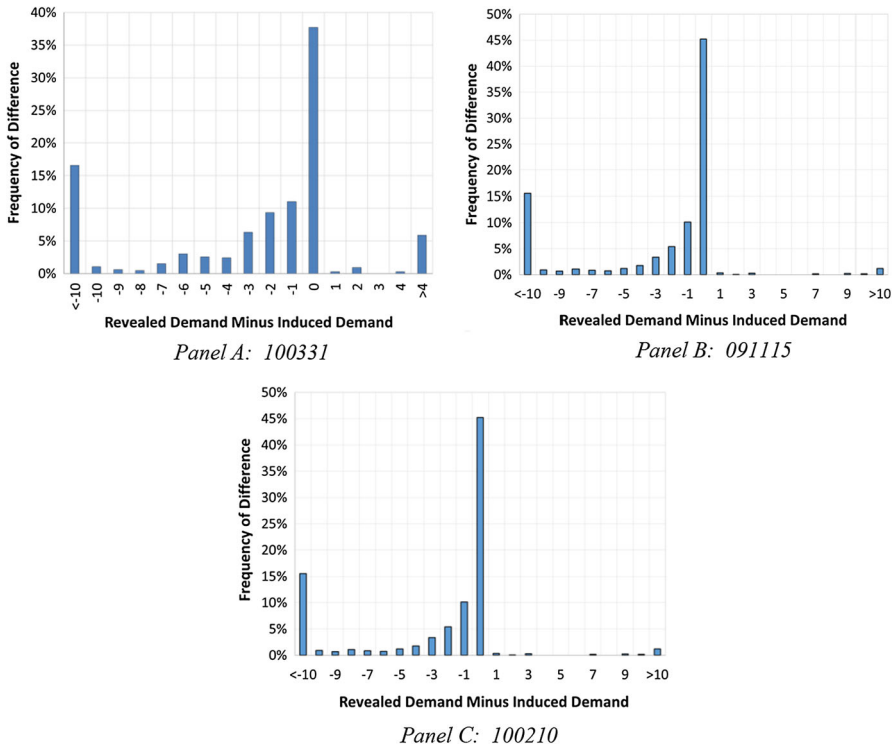 40%
35%
30%
25%
20%
15%
10%
5%
0%
Frequency of Difference
<-10 -10 -9 -8 -7 -6 -5 -4 -3 -2 -1 0 1 2 3 4 >4
Revealed Demand Minus Induced Demand
Panel A: 100331
50%
45%
40%
35%
30%
25%
20%
15%
10%
5%
0%
Frequency of Difference
<-10 -9 -7 -5 -3 -1 1 3 5 7 9 >10
Revealed Demand Minus Induced Demand
Panel B: 091115
50%
45%
40%
35%
30%
25%
20%
15%
10%
5%
0%
Frequency of Difference
<-10 -9 -7 -5 -3 -1 1 3 5 7 9 >10
Revealed Demand Minus Induced Demand
Panel C: 100210